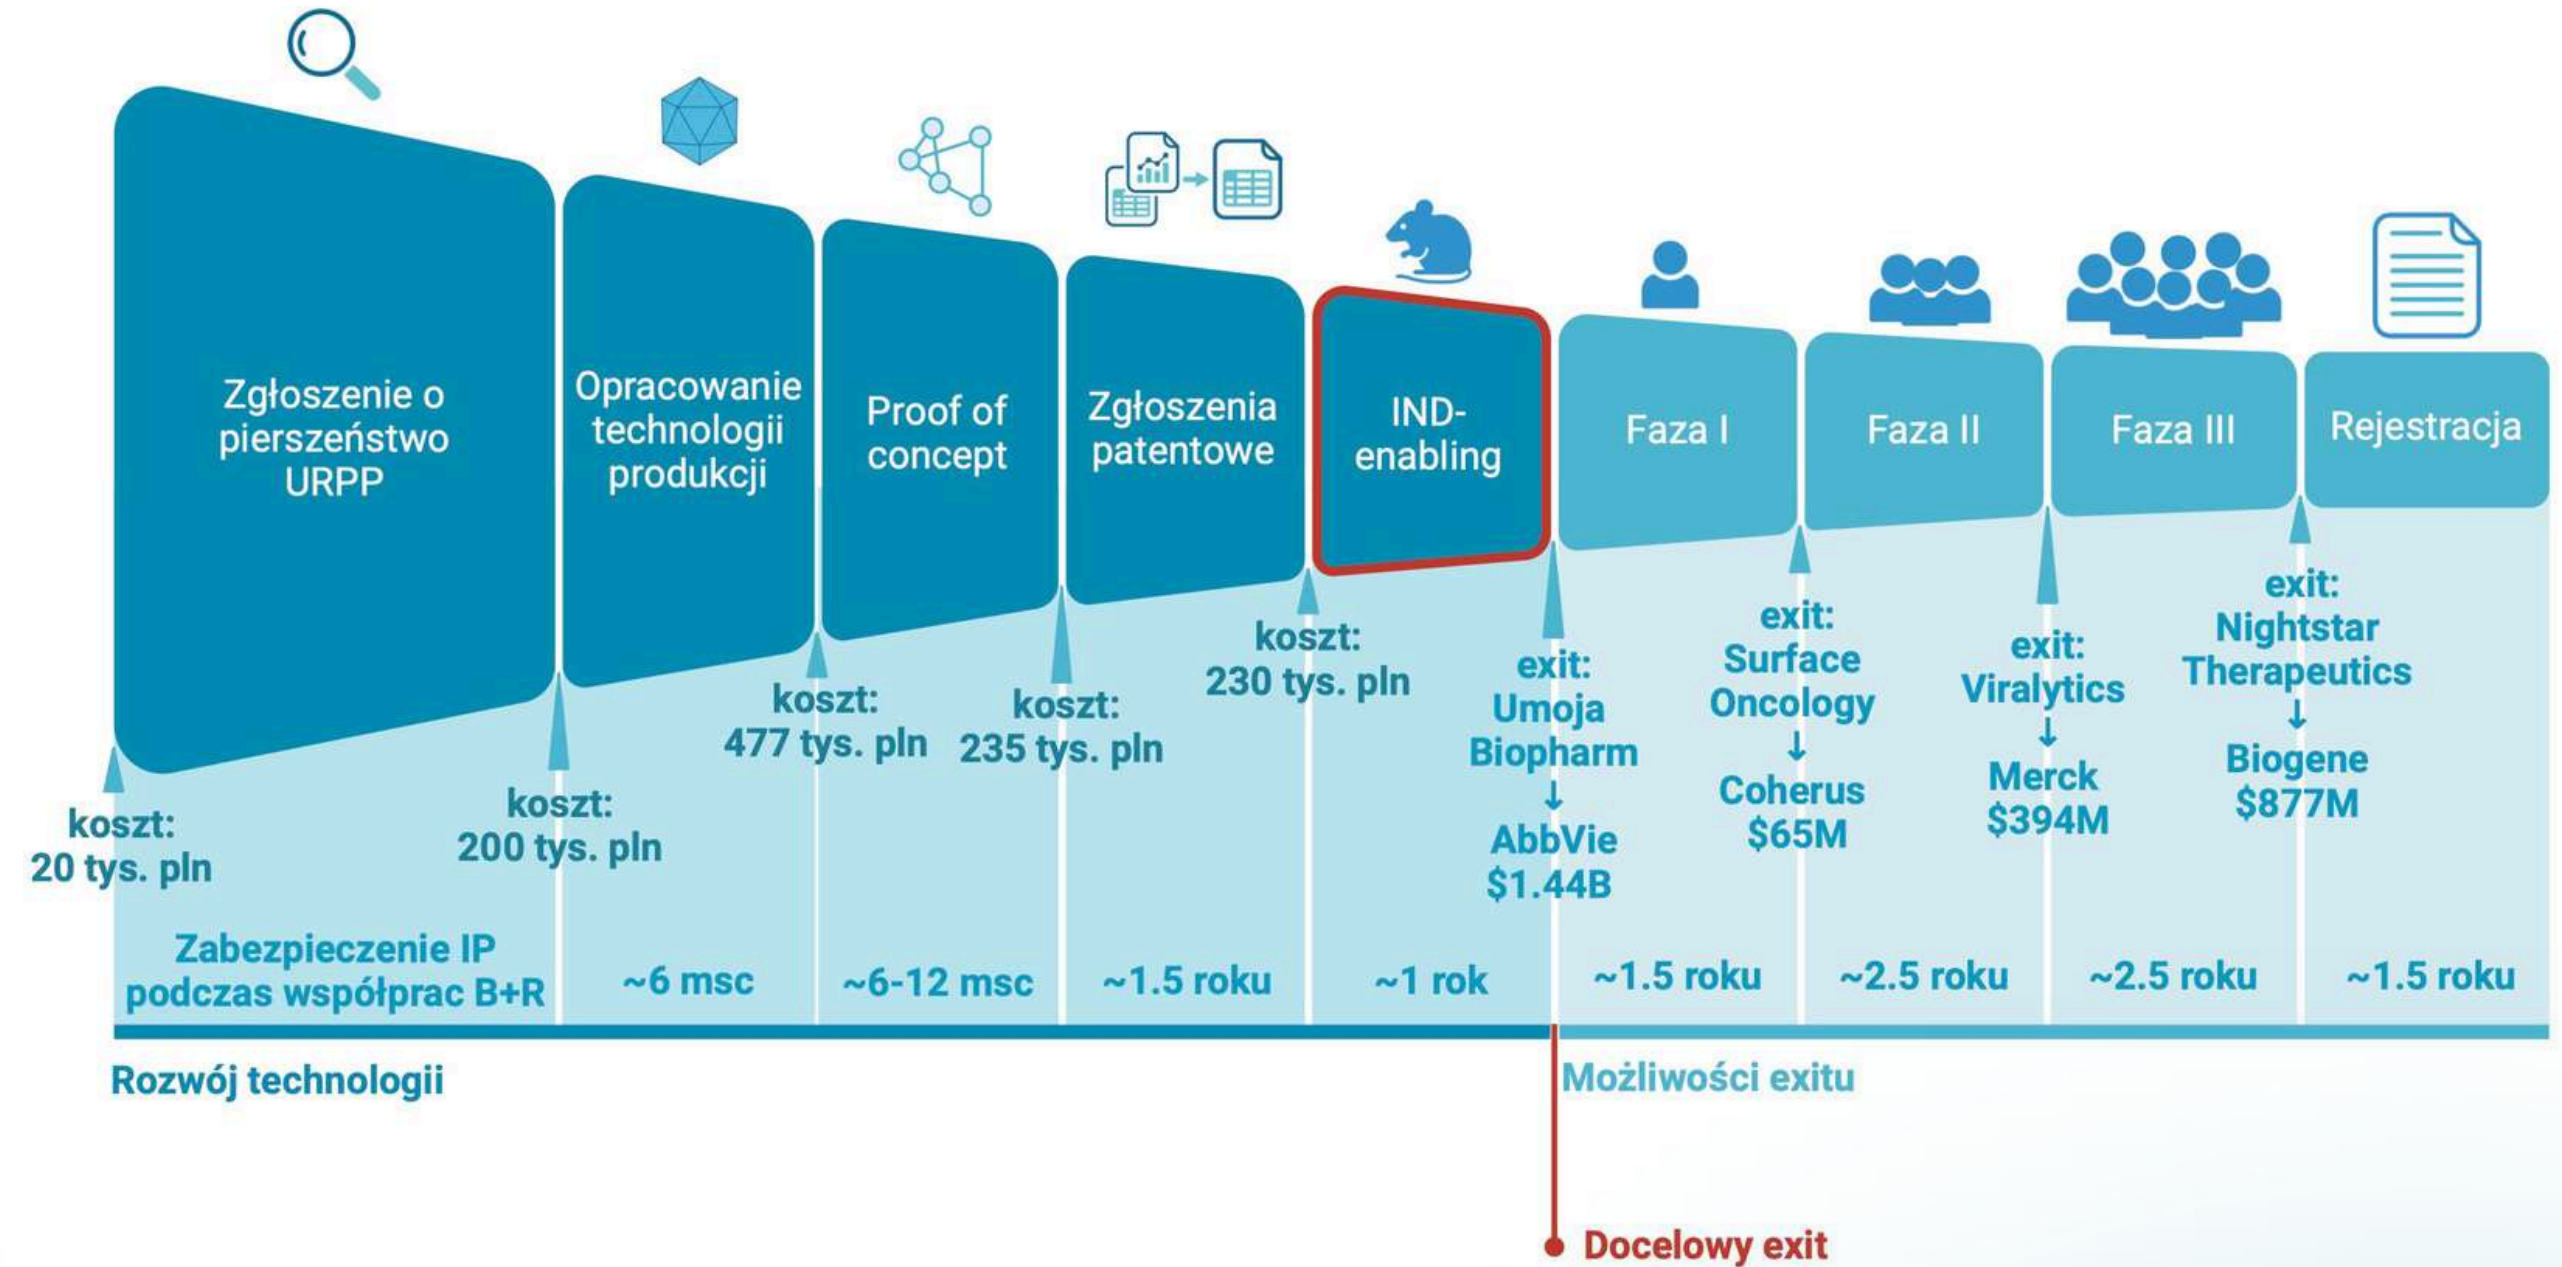 Zgłoszenie o
pierszeństwo
URPP
Opracowanie
technologii
produkcji
Proof of
concept
Zgłoszenia
patentowe
IND-
enabling
Faza I
Faza II
Faza III
Rejestracja
koszt:
20 tys. pln
koszt:
200 tys. pln
koszt:
477 tys. pln
koszt:
235 tys. pln
koszt:
230 tys. pln
exit:
Umoja
Biopharm
↓
AbbVie
$1.44B
exit:
Surface
Oncology
↓
Coherus
$65M
exit:
Viralytics
↓
Merck
$394M
exit:
Nightstar
Therapeutics
↓
Biogene
$877M
Zabezpieczenie IP
podczas współprac B+R
~6 msc
~6-12 msc
~1.5 roku
~1 rok
~1.5 roku
~2.5 roku
~2.5 roku
~1.5 roku
Rozwój technologii
Możliwości exitu
Docelowy exit